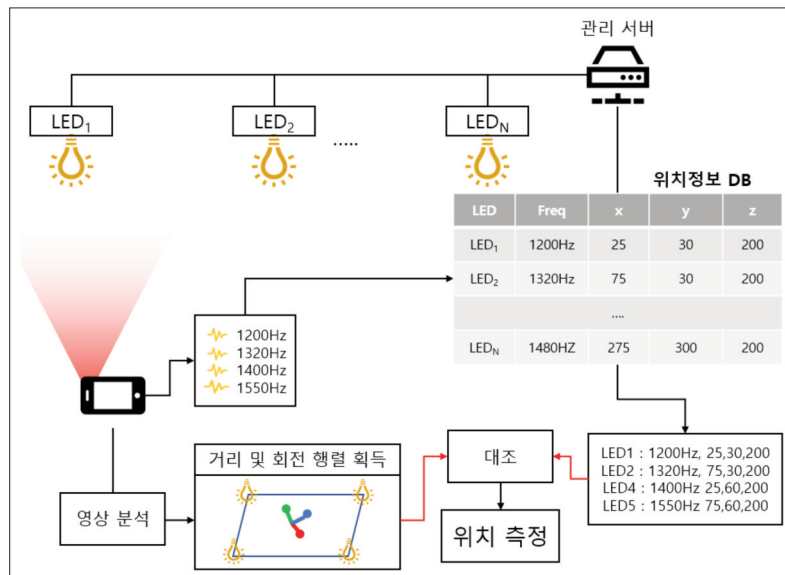 관리 서버
LED₁
LED₂
.....
LED_N
위치정보 DB
LED Freq x y z
LED₁ 1200Hz 25 30 200
LED₂ 1320Hz 75 30 200
....
LED_N 1480HZ 275 300 200
1200Hz
1320Hz
1400Hz
1550Hz
거리 및 회전 행렬 획득
대조
LED1 : 1200Hz, 25,30,200
LED2 : 1320Hz, 75,30,200
LED4 : 1400Hz 25,60,200
LED5 : 1550Hz 75,60,200
영상 분석
위치 측정